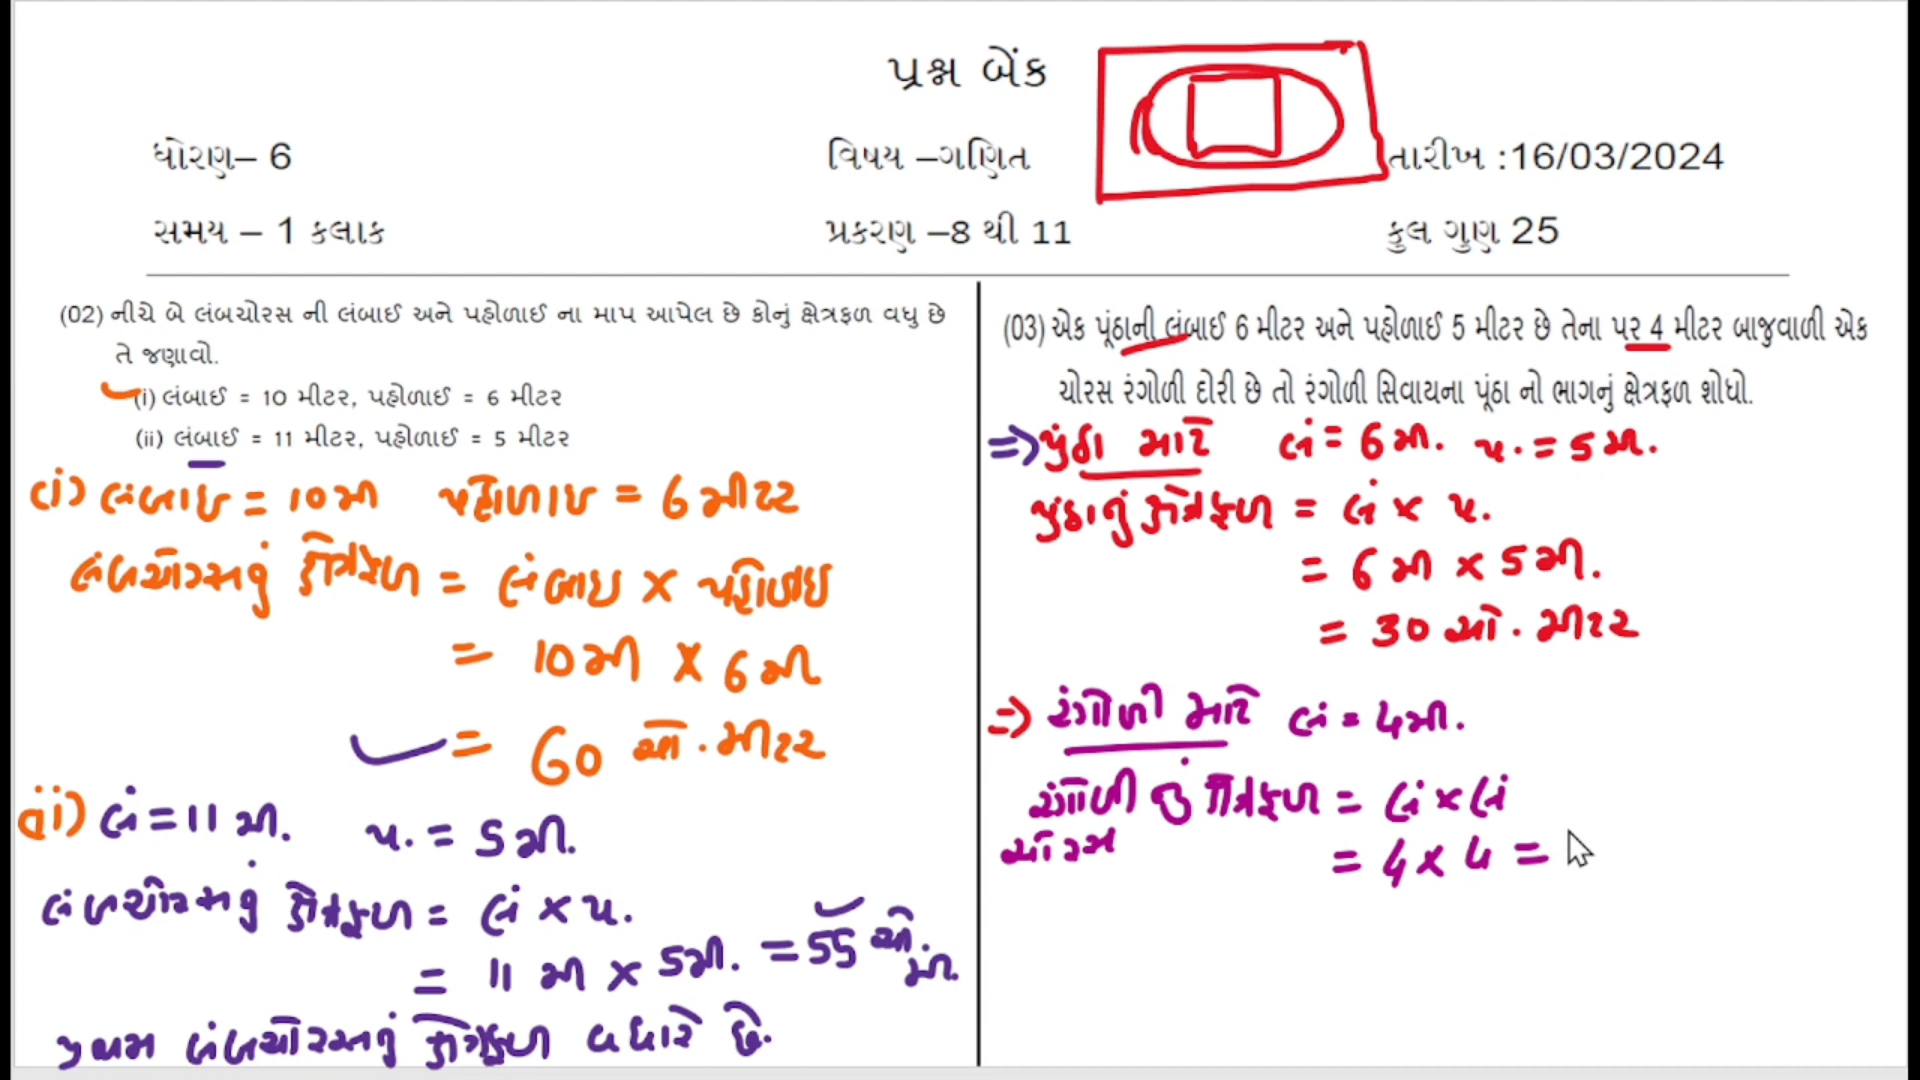 પ્રશ્ન બેંક
ધોરણ– 6 વિષય –ગણિત તારીખ :16/03/2024
સમય – 1 કલાક પ્રકરણ –8 થી 11 કુલ ગુણ 25
(02) નીચે બે લંબચોરસ ની લંબાઈ અને પહોળાઈ ના માપ આપેલ છે કોનું ક્ષેત્રફળ વધુ છે
તે જણાવો.
(i) લંબાઈ = 10 મીટર, પહોળાઈ = 6 મીટર
(ii) લંબાઈ = 11 મીટર, પહોળાઈ = 5 મીટર
(i) લંબાઇ = 10 મી પહોળાઇ = 6 મીટર
લંબચોરસનું ક્ષેત્રફળ = લંબાઇ × પહોળાઇ
= 10 મી × 6 મી
= 60 ચો. મીટર
(ii) લં = 11 મી. પ. = 5 મી.
લંબચોરસનું ક્ષેત્રફળ = લં × પ.
= 11 મી × 5 મી. = 55 ચો. મી.
પ્રથમ લંબચોરસનું ક્ષેત્રફળ વધારે છે.
(03) એક પૂંઠાની લંબાઈ 6 મીટર અને પહોળાઈ 5 મીટર છે તેના પર 4 મીટર બાજુવાળી એક
ચોરસ રંગોળી દોરી છે તો રંગોળી સિવાયના પૂંઠા નો ભાગનું ક્ષેત્રફળ શોધો.
⇒ પુંઠા માટે લં = 6 મી. પ. = 5 મી.
પુંઠાનું ક્ષેત્રફળ = લં × પ.
= 6 મી × 5 મી.
= 30 ચો. મીટર
⇒ રંગોળી માટે લં = 4 મી.
રંગોળી નું ક્ષેત્રફળ = લં × લં
ચોરસ = 4 × 4 =